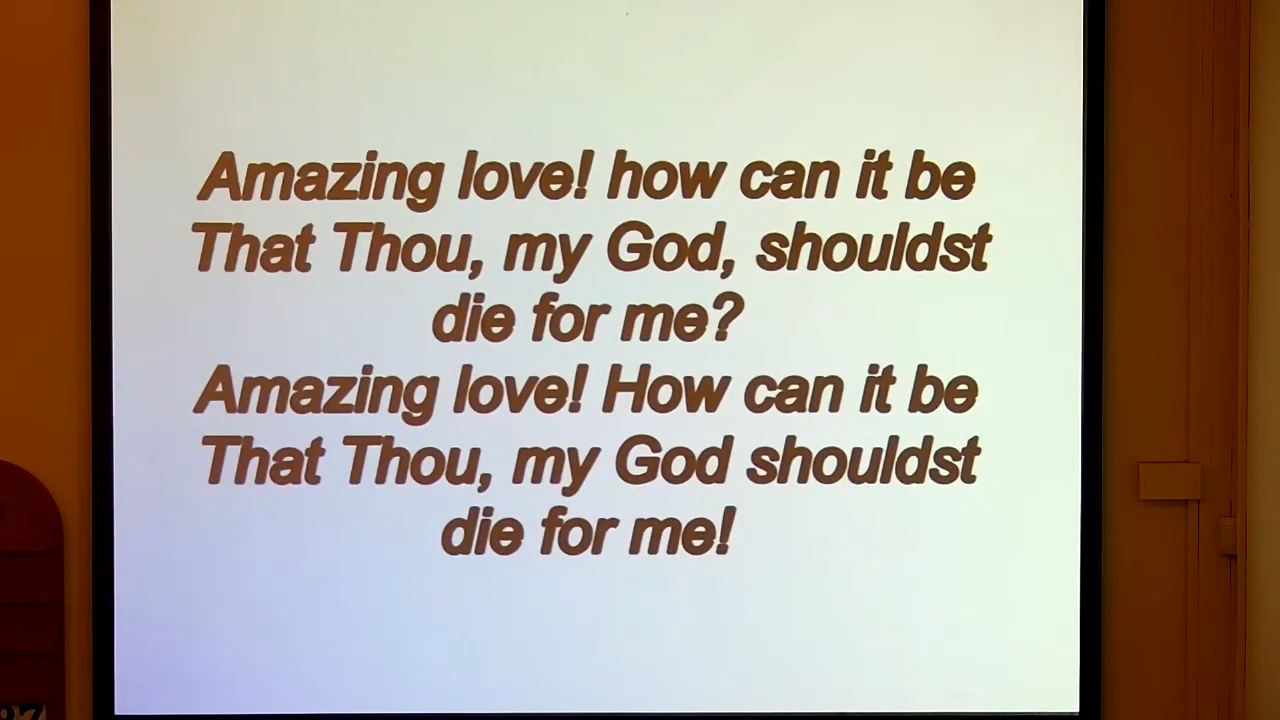 Amazing love! how can it be
That Thou, my God, shouldst
die for me?
Amazing love! How can it be
That Thou, my God shouldst
die for me!
87